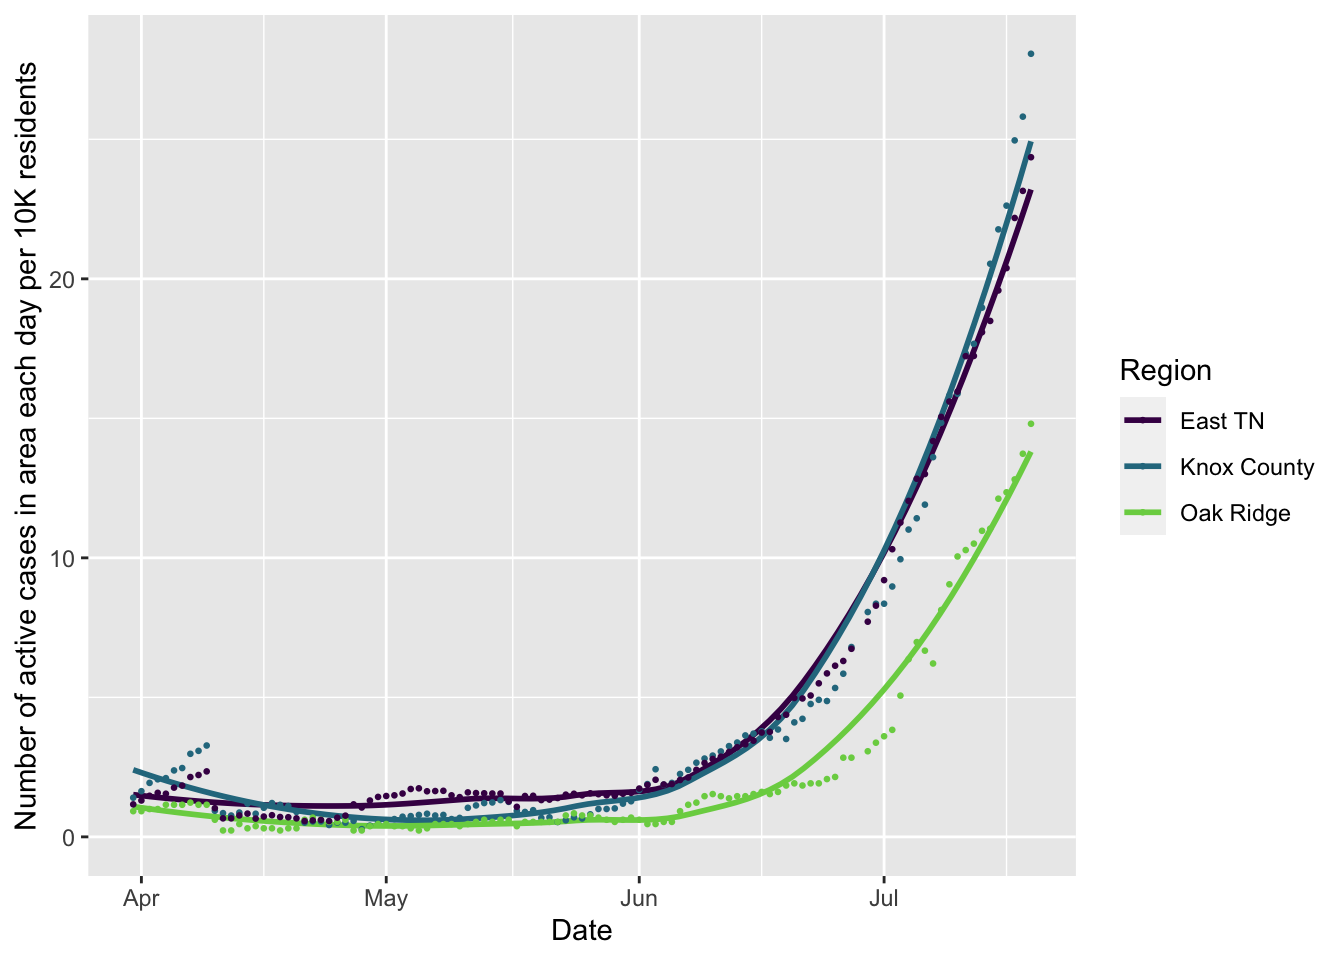 Number of active cases in area each day per 10K residents
20
10
0
Apr
May
Jun
Jul
Date
Region
East TN
Knox County
Oak Ridge